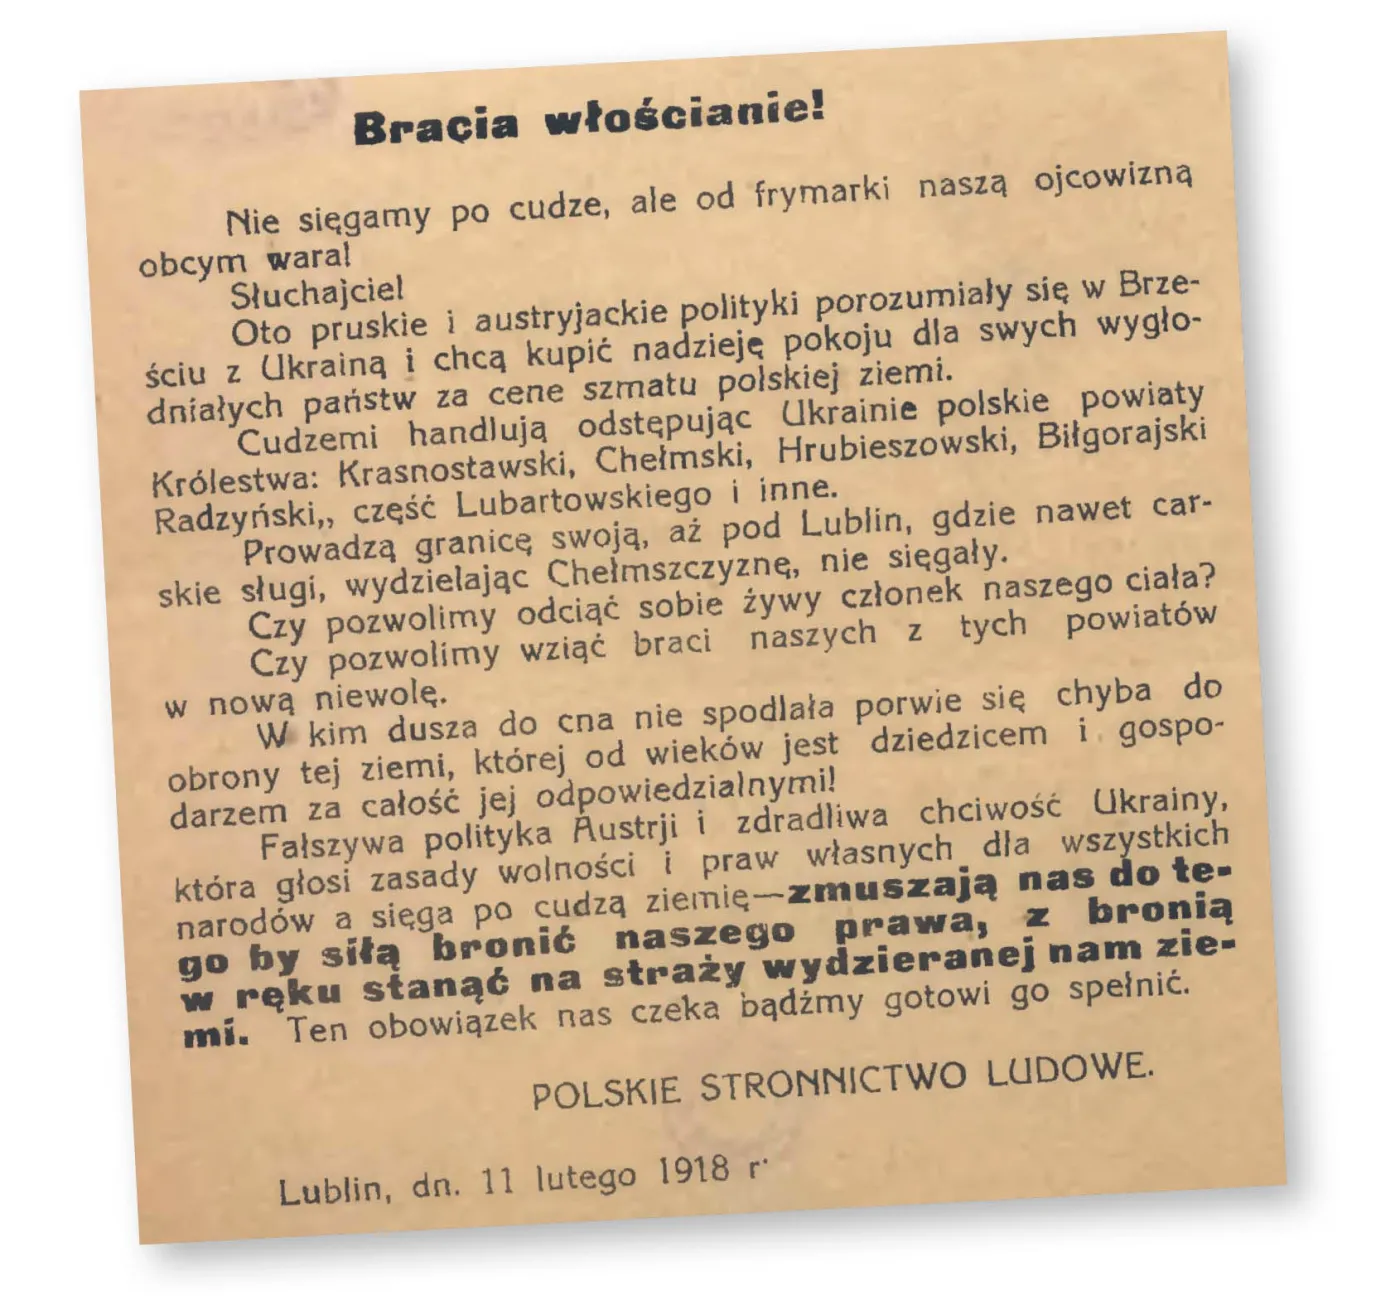 Bracia włościanie!
Nie sięgamy po cudze, ale od frymarki naszą ojcowizną
obcym wara!
Słuchajcie!
Oto pruskie i austryjackie polityki porozumiały się w Brze-
ściu z Ukrainą i chcą kupić nadzieję pokoju dla swych wygło-
dniałych państw za cene szmatu polskiej ziemi.
Cudzemi handlują odstępując Ukrainie polskie powiaty
Królestwa: Krasnostawski, Chełmski, Hrubieszowski, Biłgorajski
Radzyński,, część Lubartowskiego i inne.
Prowadzą granicę swoją, aż pod Lublin, gdzie nawet car-
skie sługi, wydzielając Chełmszczyznę, nie sięgały.
Czy pozwolimy odciąć sobie żywy członek naszego ciała?
Czy pozwolimy wziąć braci naszych z tych powiatów
w nową niewolę.
W kim dusza do cna nie spodlała porwie się chyba do
obrony tej ziemi, której od wieków jest dziedzicem i gospo-
darzem za całość jej odpowiedzialnymi!
Fałszywa polityka Austrji i zdradliwa chciwość Ukrainy,
która głosi zasady wolności i praw własnych dla wszystkich
narodów a sięga po cudzą ziemię—zmuszają nas do te-
go by siłą bronić naszego prawa, z bronią
w ręku stanąć na straży wydzieranej nam zie-
mi. Ten obowiązek nas czeka bądźmy gotowi go spełnić.
POLSKIE STRONNICTWO LUDOWE.
Lublin, dn. 11 lutego 1918 r·